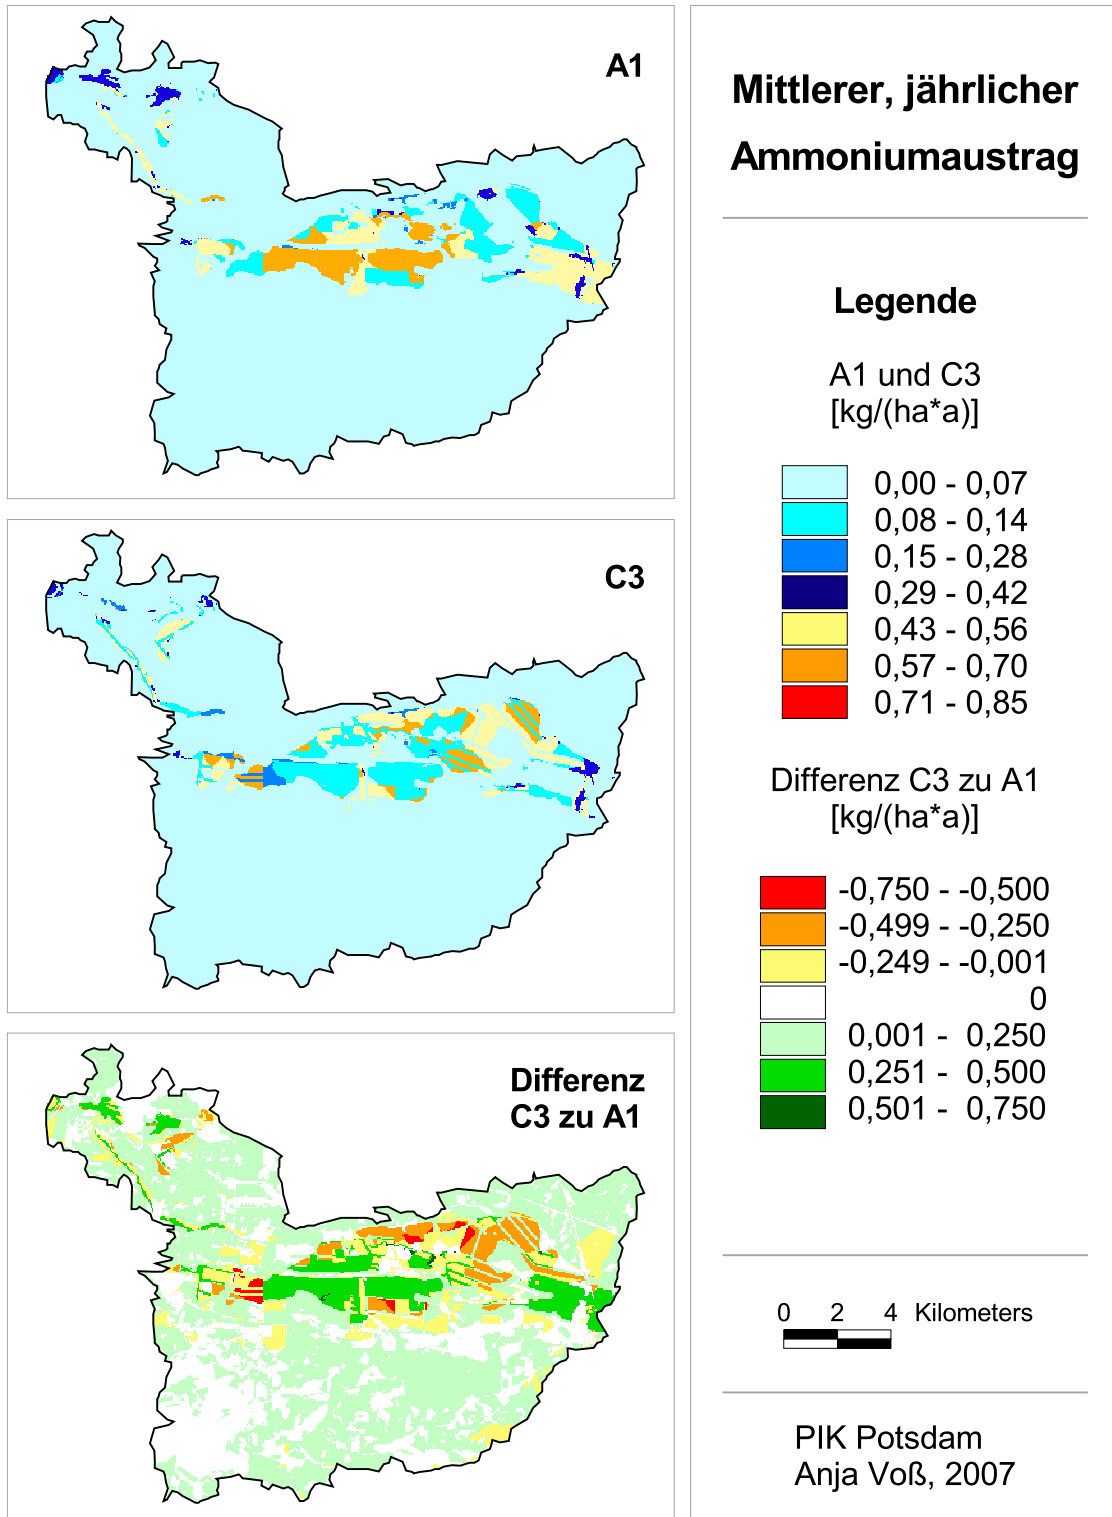 A1
C3
Differenz
C3 zu A1
Mittlerer, jährlicher
Ammoniumaustrag
Legende
A1 und C3
[kg/(ha*a)]
0,00 - 0,07
0,08 - 0,14
0,15 - 0,28
0,29 - 0,42
0,43 - 0,56
0,57 - 0,70
0,71 - 0,85
Differenz C3 zu A1
[kg/(ha*a)]
-0,750 - -0,500
-0,499 - -0,250
-0,249 - -0,001
0
0,001 - 0,250
0,251 - 0,500
0,501 - 0,750
0 2 4 Kilometers
PIK Potsdam
Anja Voß, 2007